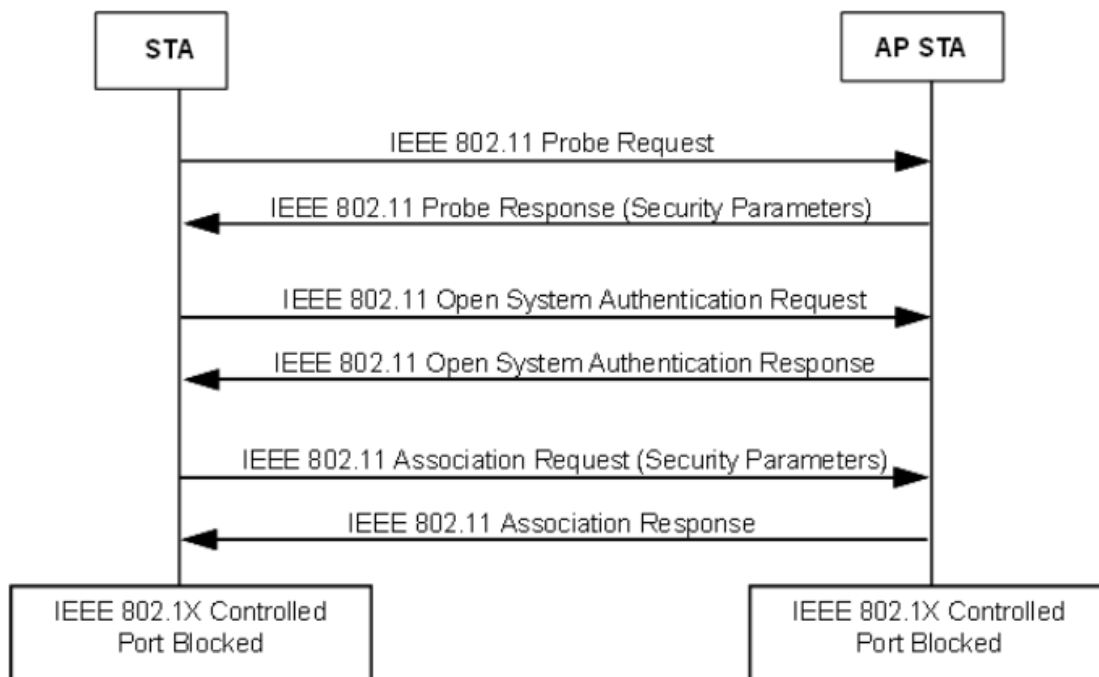 STA
AP STA
IEEE 802.11 Probe Request
IEEE 802.11 Probe Response (Security Parameters)
IEEE 802.11 Open System Authentication Request
IEEE 802.11 Open System Authentication Response
IEEE 802.11 Association Request (Security Parameters)
IEEE 802.11 Association Response
IEEE 802.1X Controlled
Port Blocked
IEEE 802.1X Controlled
Port Blocked